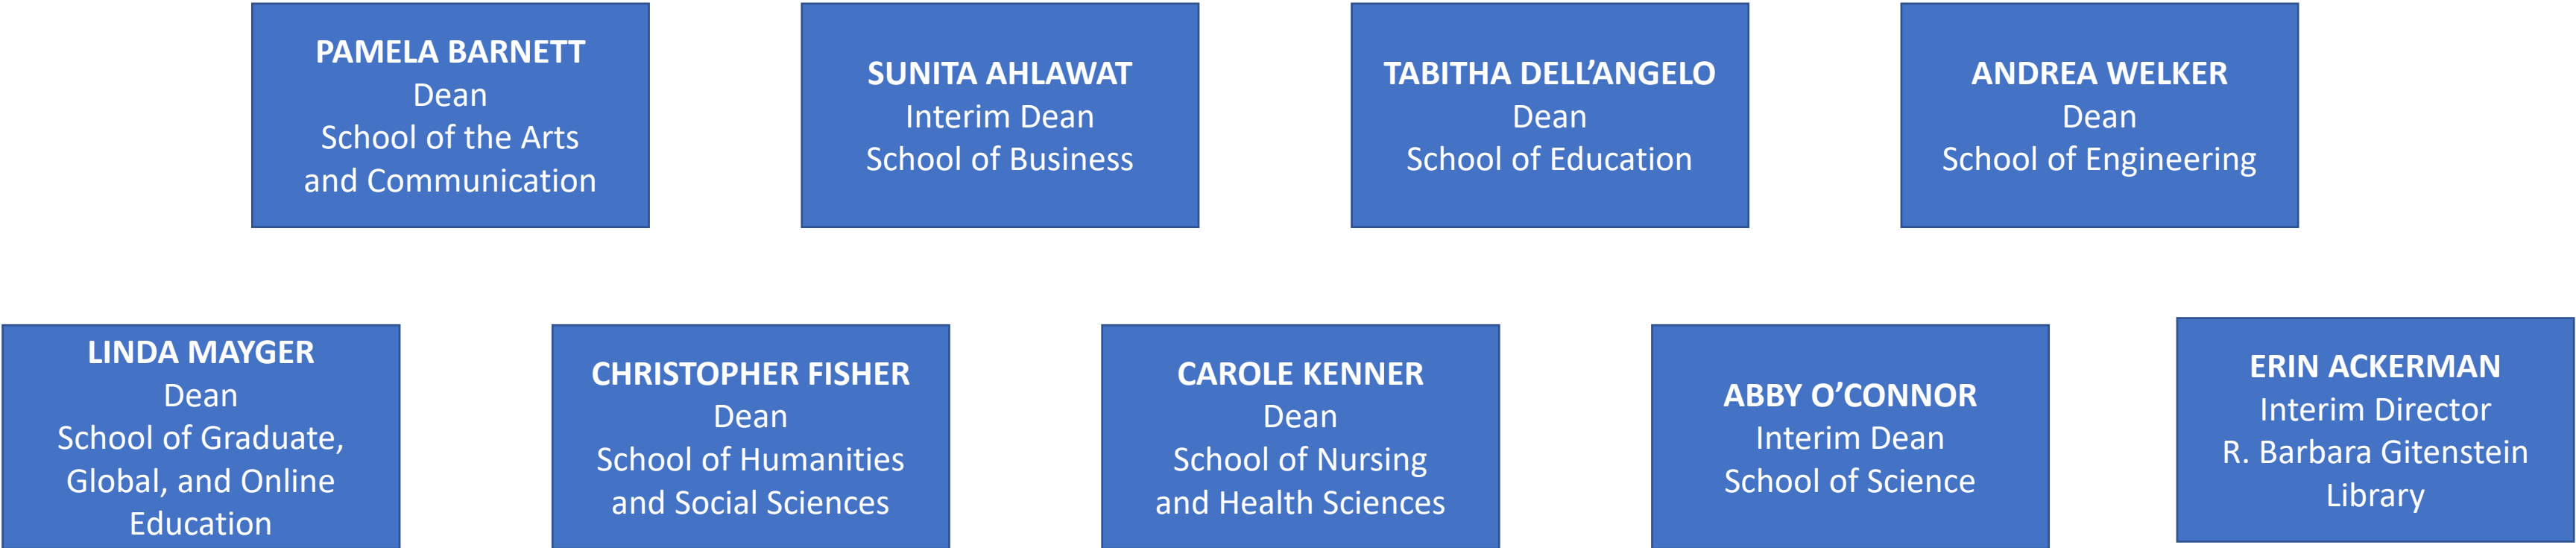 PAMELA BARNETT
Dean
School of the Arts
and Communication
SUNITA AHLAWAT
Interim Dean
School of Business
TABITHA DELL’ANGELO
Dean
School of Education
ANDREA WELKER
Dean
School of Engineering
LINDA MAYGER
Dean
School of Graduate,
Global, and Online
Education
CHRISTOPHER FISHER
Dean
School of Humanities
and Social Sciences
CAROLE KENNER
Dean
School of Nursing
and Health Sciences
ABBY O’CONNOR
Interim Dean
School of Science
ERIN ACKERMAN
Interim Director
R. Barbara Gitenstein
Library